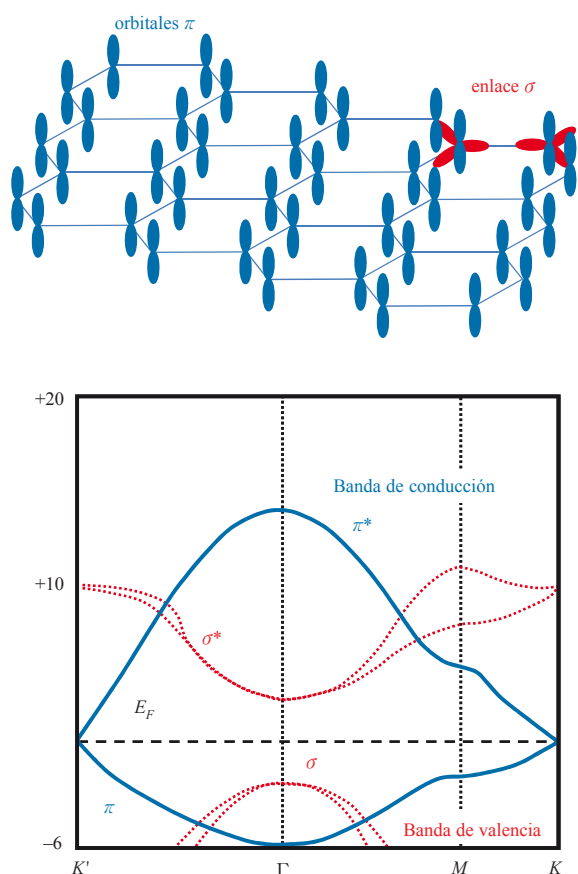 orbitales π
enlace σ
+20
Banda de conducción
π*
+10
σ*
E_F
σ
π
Banda de valencia
–6
K'
Γ
M
K